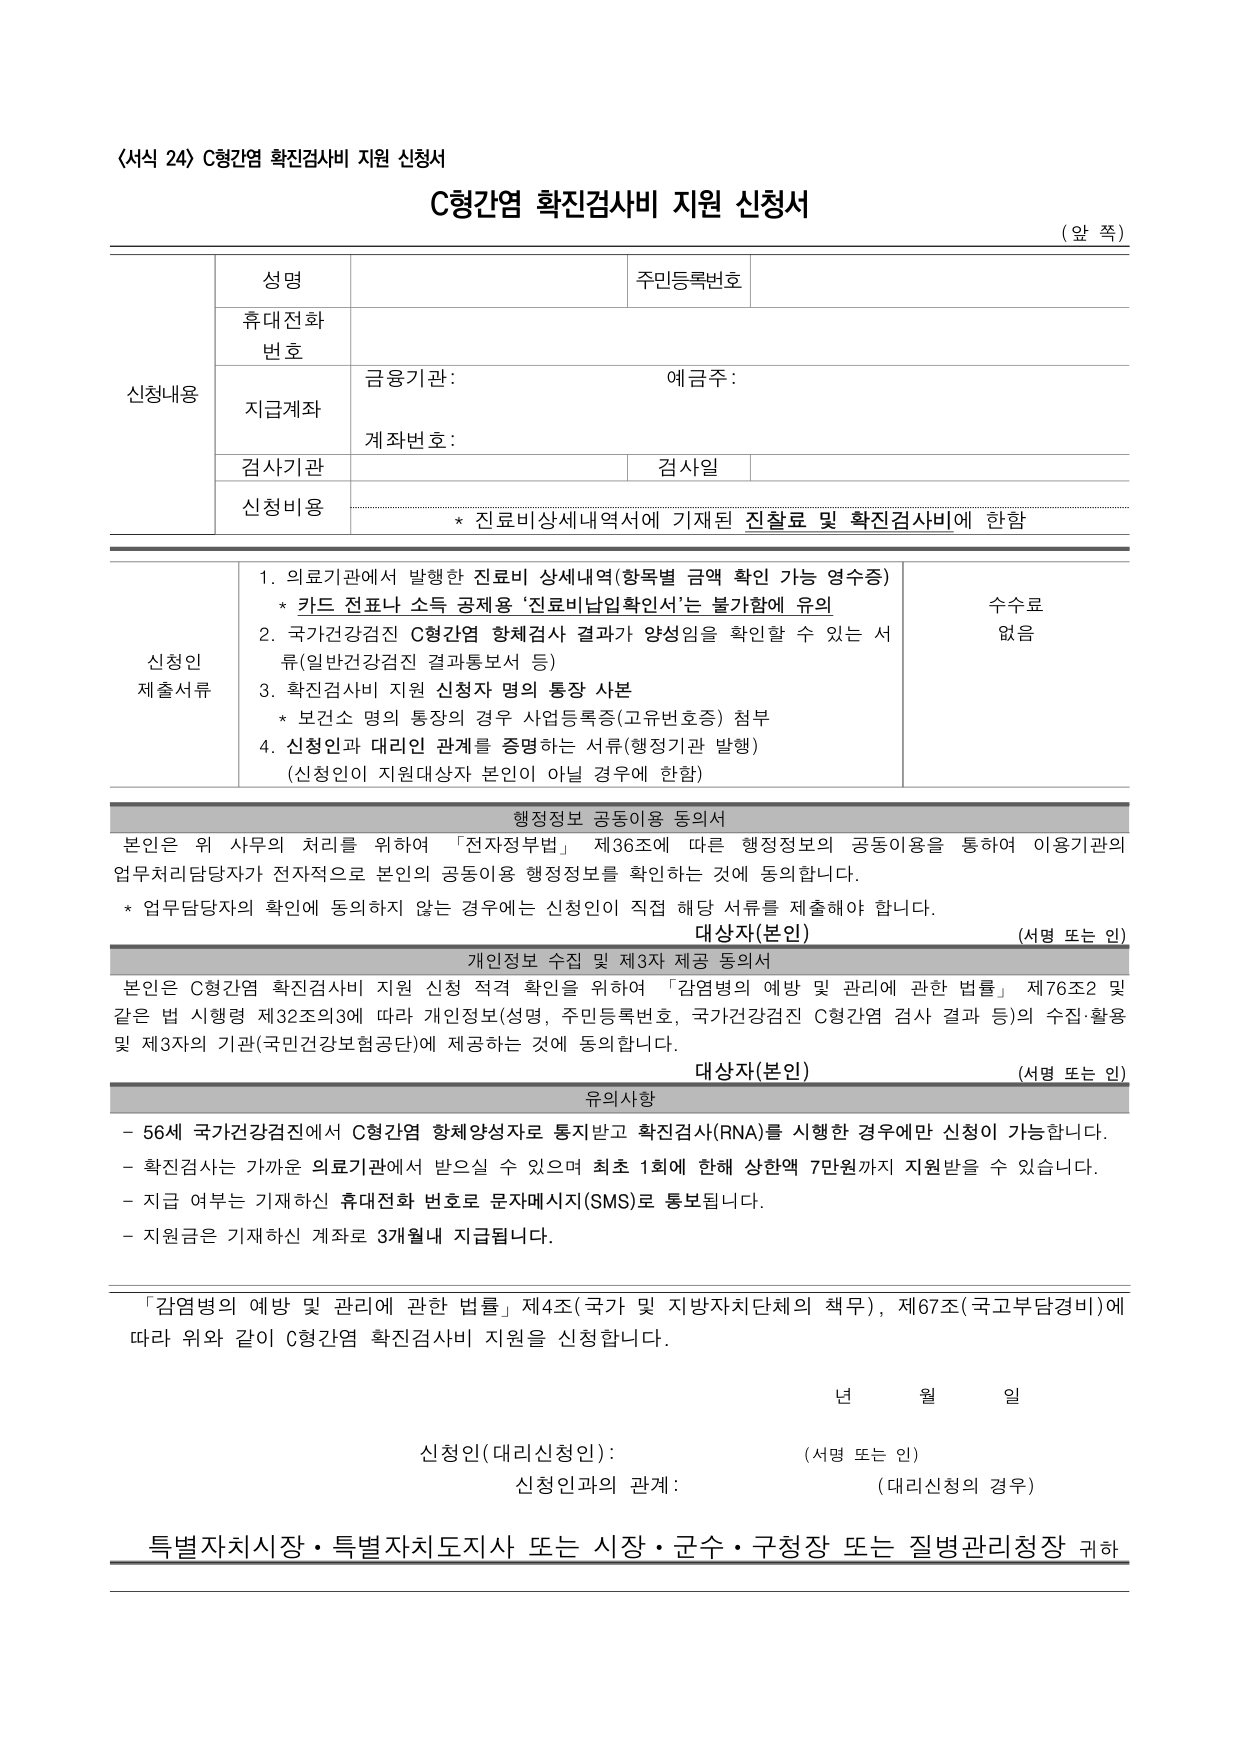 〈서식 24〉 C형간염 확진검사비 지원 신청서
C형간염 확진검사비 지원 신청서
(앞 쪽)
신청내용
성명
주민등록번호
휴대전화
번호
지급계좌
금융기관:
예금주:
계좌번호:
검사기관
검사일
신청비용
* 진료비상세내역서에 기재된 진찰료 및 확진검사비에 한함
신청인
제출서류
1. 의료기관에서 발행한 진료비 상세내역(항목별 금액 확인 가능 영수증)
* 카드 전표나 소득 공제용 ‘진료비납입확인서’는 불가함에 유의
2. 국가건강검진 C형간염 항체검사 결과가 양성임을 확인할 수 있는 서
류(일반건강검진 결과통보서 등)
3. 확진검사비 지원 신청자 명의 통장 사본
* 보건소 명의 통장의 경우 사업등록증(고유번호증) 첨부
4. 신청인과 대리인 관계를 증명하는 서류(행정기관 발행)
(신청인이 지원대상자 본인이 아닐 경우에 한함)
수수료
없음
행정정보 공동이용 동의서
본인은 위 사무의 처리를 위하여 「전자정부법」 제36조에 따른 행정정보의 공동이용을 통하여 이용기관의
업무처리담당자가 전자적으로 본인의 공동이용 행정정보를 확인하는 것에 동의합니다.
* 업무담당자의 확인에 동의하지 않는 경우에는 신청인이 직접 해당 서류를 제출해야 합니다.
대상자(본인) (서명 또는 인)
개인정보 수집 및 제3자 제공 동의서
본인은 C형간염 확진검사비 지원 신청 적격 확인을 위하여 「감염병의 예방 및 관리에 관한 법률」 제76조2 및
같은 법 시행령 제32조의3에 따라 개인정보(성명, 주민등록번호, 국가건강검진 C형간염 검사 결과 등)의 수집·활용
및 제3자의 기관(국민건강보험공단)에 제공하는 것에 동의합니다.
대상자(본인) (서명 또는 인)
유의사항
- 56세 국가건강검진에서 C형간염 항체양성자로 통지받고 확진검사(RNA)를 시행한 경우에만 신청이 가능합니다.
- 확진검사는 가까운 의료기관에서 받으실 수 있으며 최초 1회에 한해 상한액 7만원까지 지원받을 수 있습니다.
- 지급 여부는 기재하신 휴대전화 번호로 문자메시지(SMS)로 통보됩니다.
- 지원금은 기재하신 계좌로 3개월내 지급됩니다.
「감염병의 예방 및 관리에 관한 법률」제4조(국가 및 지방자치단체의 책무), 제67조(국고부담경비)에
따라 위와 같이 C형간염 확진검사비 지원을 신청합니다.
년 월 일
신청인(대리신청인): (서명 또는 인)
신청인과의 관계: (대리신청의 경우)
특별자치시장·특별자치도지사 또는 시장·군수·구청장 또는 질병관리청장 귀하